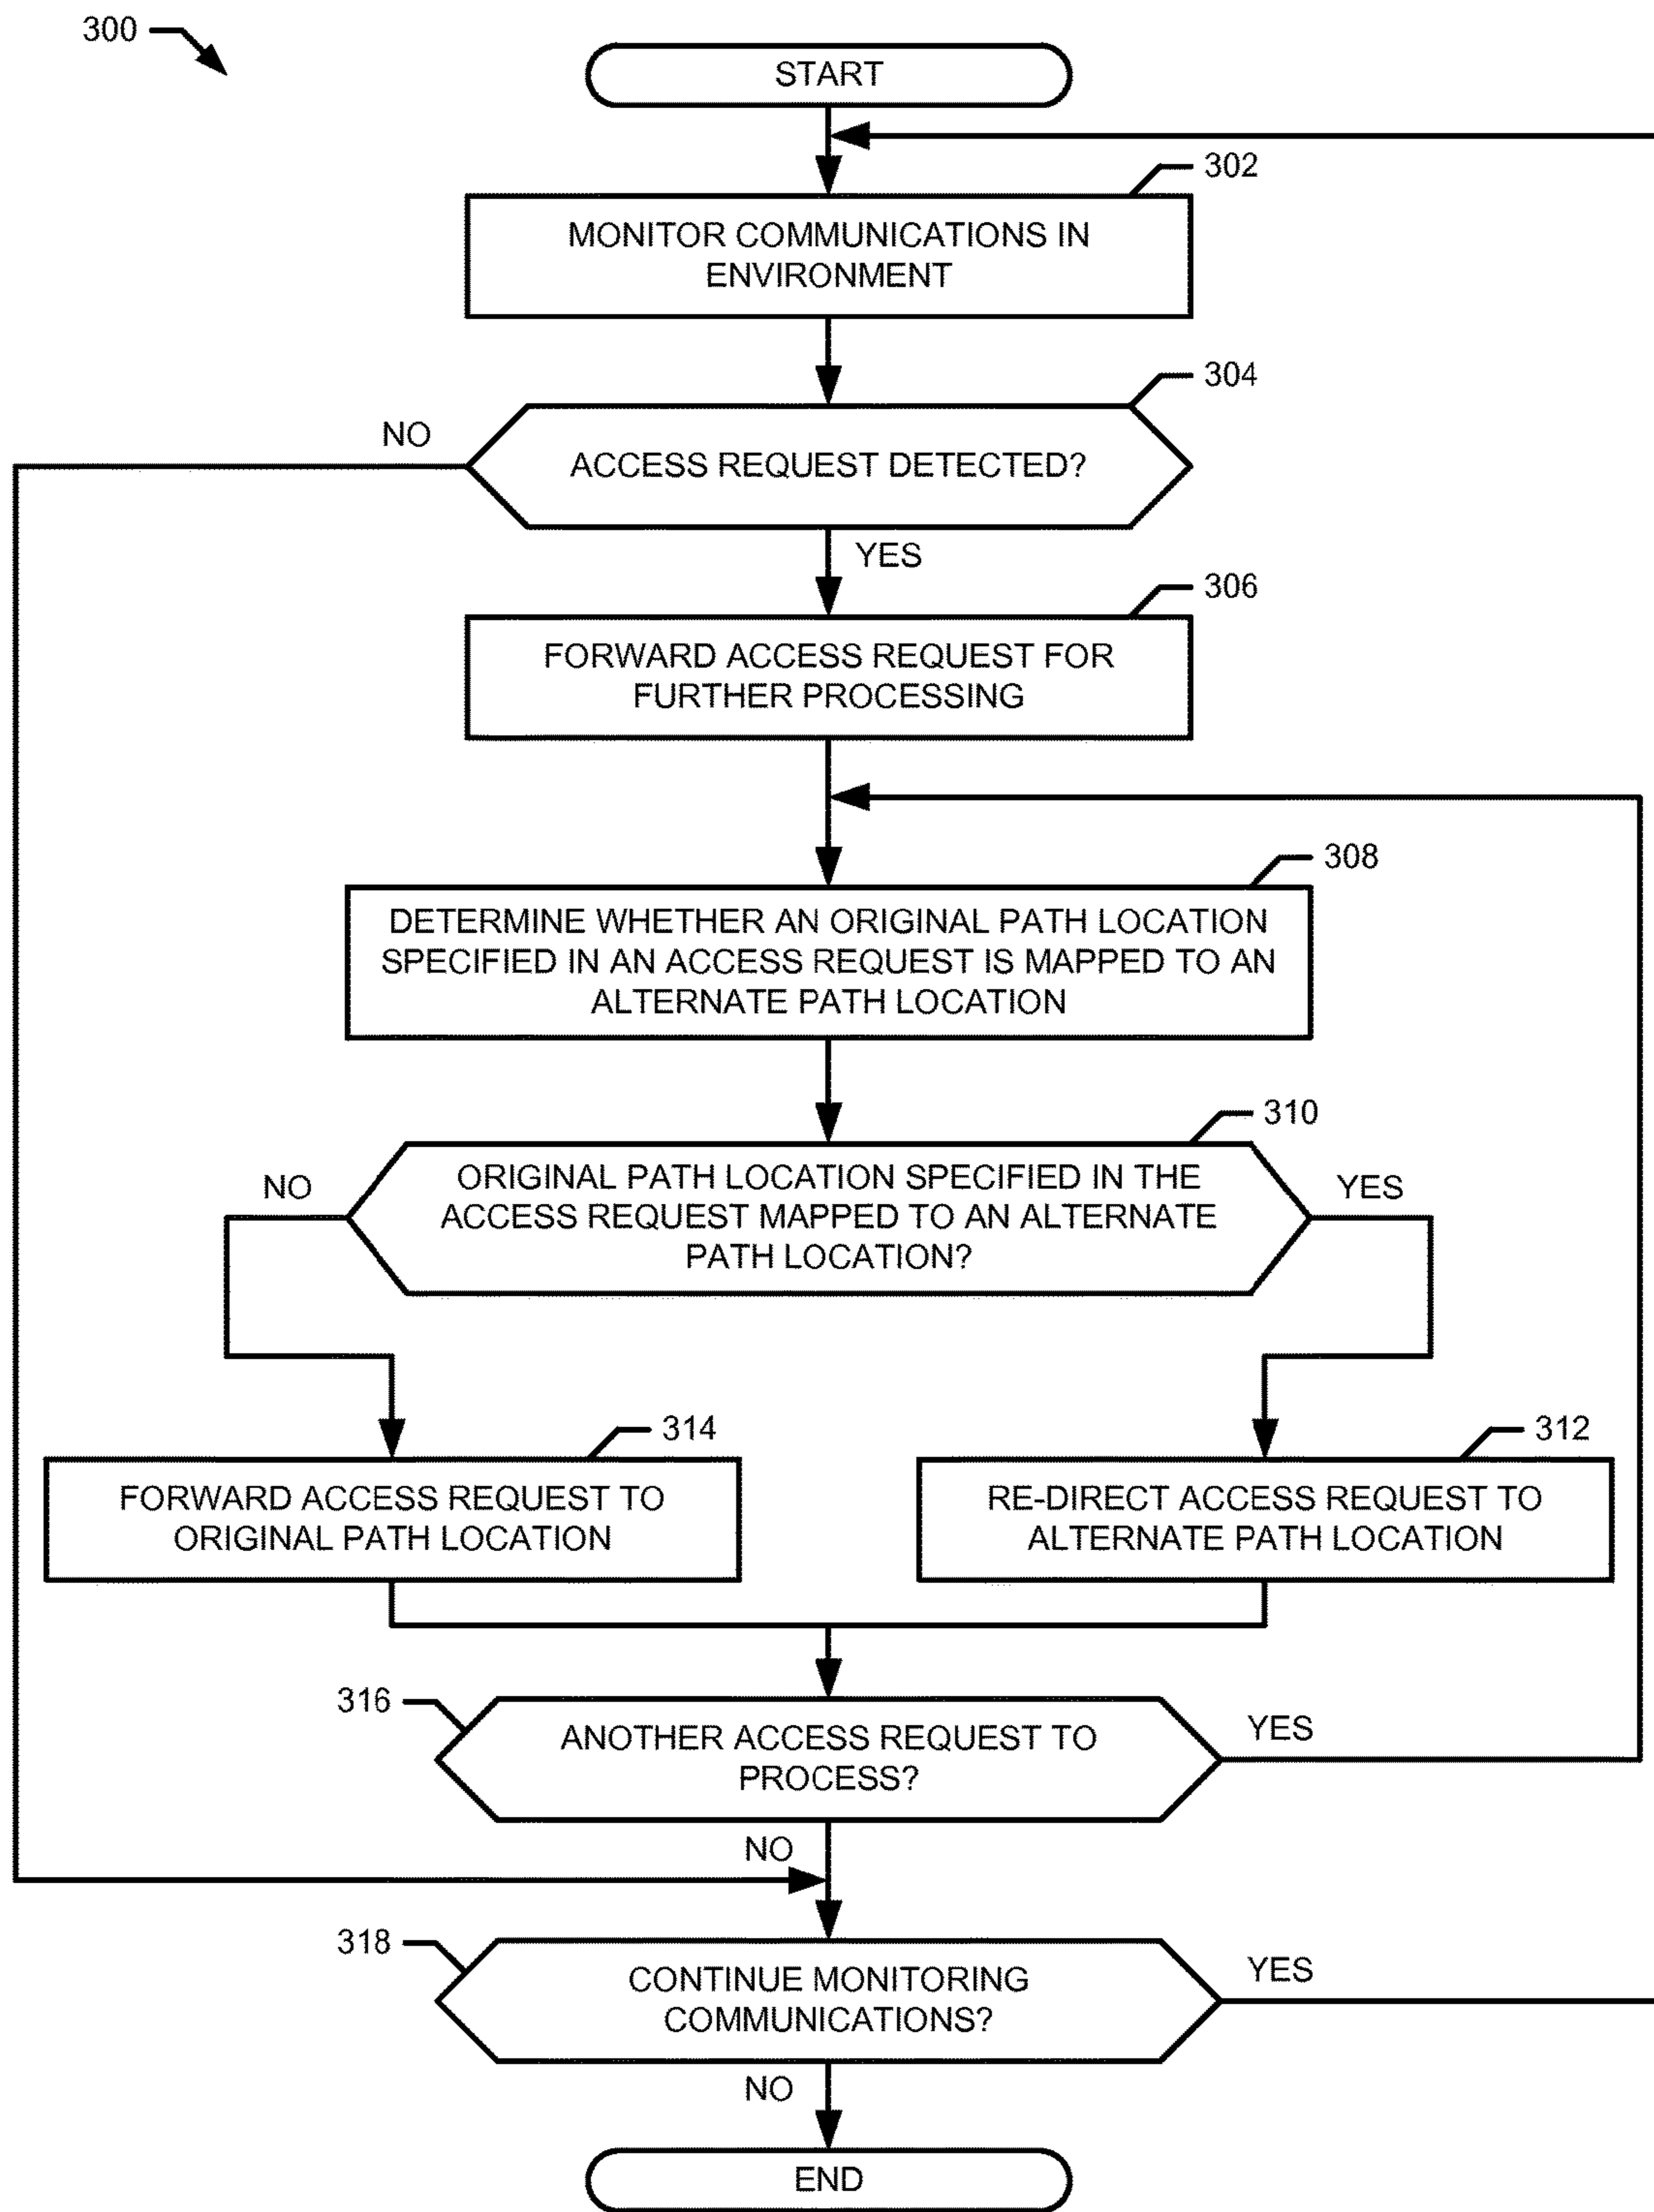 300
START
302
MONITOR COMMUNICATIONS IN
ENVIRONMENT
304
NO
ACCESS REQUEST DETECTED?
YES
306
FORWARD ACCESS REQUEST FOR
FURTHER PROCESSING
308
DETERMINE WHETHER AN ORIGINAL PATH LOCATION
SPECIFIED IN AN ACCESS REQUEST IS MAPPED TO AN
ALTERNATE PATH LOCATION
310
NO
ORIGINAL PATH LOCATION SPECIFIED IN THE
ACCESS REQUEST MAPPED TO AN ALTERNATE
PATH LOCATION?
YES
314
FORWARD ACCESS REQUEST TO
ORIGINAL PATH LOCATION
312
RE-DIRECT ACCESS REQUEST TO
ALTERNATE PATH LOCATION
316
ANOTHER ACCESS REQUEST TO
PROCESS?
YES
NO
318
CONTINUE MONITORING
COMMUNICATIONS?
YES
NO
END